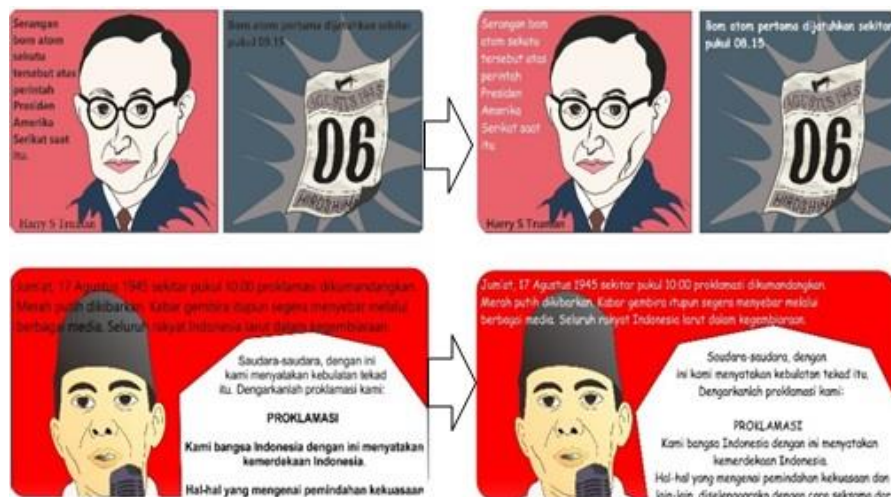 Serangan
bom atom
sekutu
tersebut atas
perintah
Presiden
Amerika
Serikat saat
itu.
Harry S Truman
Bom atom pertama dijatuhkan sekitar
pukul 08.15
AGUSTUS 1945
06
HIROSHIMA
Serangan bom
atom sekutu
tersebut atas
perintah
Presiden
Amerika
Serikat saat
itu.
Harry S Truman
Bom atom pertama dijatuhkan sekitar
pukul 08.15
AGUSTUS 1945
06
HIROSHIMA
Jum'at, 17 Agustus 1945 sekitar pukul 10:00 proklamasi dikumandangkan.
Merah putih dikibarkan. Kabar gembira itupun segera menyebar melalui
berbagai media. Seluruh rakyat Indonesia larut dalam kegembiraan.
Saudara-saudara, dengan ini
kami menyatakan kebulatan tekad
itu. Dengarkanlah proklamasi kami:
PROKLAMASI
Kami bangsa Indonesia dengan ini menyatakan
kemerdekaan Indonesia.
Hal-hal yang mengenai pemindahan kekuasaan
Jum'at, 17 Agustus 1945 sekitar pukul 10:00 proklamasi dikumandangkan.
Merah putih dikibarkan. Kabar gembira itupun segera menyebar melalui
berbagai media. Seluruh rakyat Indonesia larut dalam kegembiraan.
Saudara-saudara, dengan
ini kami menyatakan kebulatan tekad itu.
Dengarkanlah proklamasi kami:
PROKLAMASI
Kami bangsa Indonesia dengan ini menyatakan
kemerdekaan Indonesia.
Hal-hal yang mengenai pemindahan kekuasaan dan